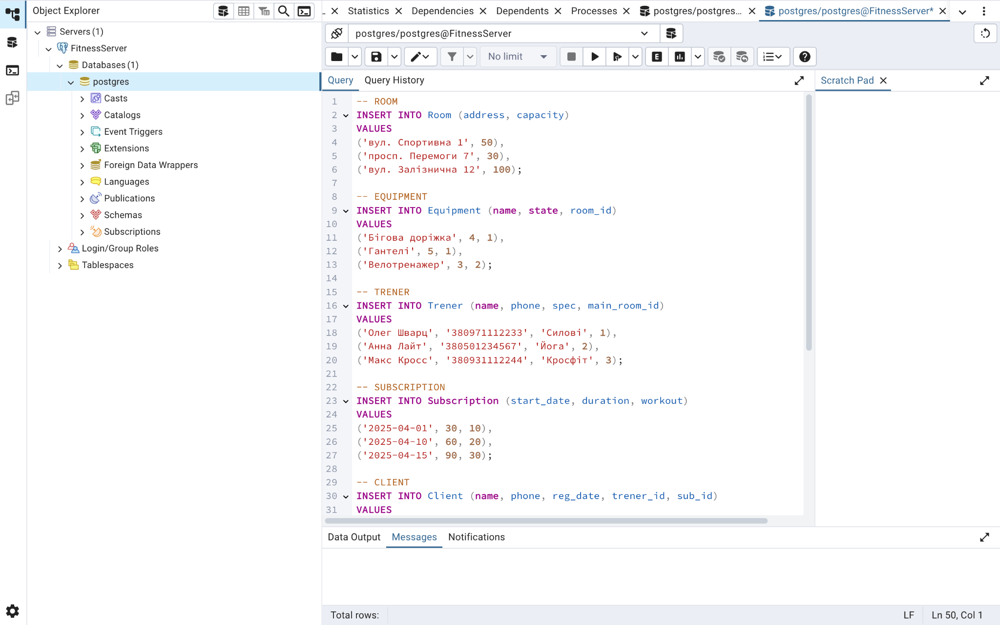 Object Explorer
Servers (1)
FitnessServer
Databases (1)
postgres
Casts
Catalogs
Event Triggers
Extensions
Foreign Data Wrappers
Languages
Publications
Schemas
Subscriptions
Login/Group Roles
Tablespaces
Statistics
Dependencies
Dependents
Processes
postgres/postgres...
postgres/postgres@FitnessServer*
postgres/postgres@FitnessServer
No limit
E
Query
Query History
Scratch Pad
1 -- ROOM
2 INSERT INTO Room (address, capacity)
3 VALUES
4 ('вул. Спортивна 1', 50),
5 ('просп. Перемоги 7', 30),
6 ('вул. Залізнична 12', 100);
7
8 -- EQUIPMENT
9 INSERT INTO Equipment (name, state, room_id)
10 VALUES
11 ('Бігова доріжка', 4, 1),
12 ('Гантелі', 5, 1),
13 ('Велотренажер', 3, 2);
14
15 -- TRENER
16 INSERT INTO Trener (name, phone, spec, main_room_id)
17 VALUES
18 ('Олег Шварц', '380971112233', 'Силові', 1),
19 ('Анна Лайт', '380501234567', 'Йога', 2),
20 ('Макс Кросс', '380931112244', 'Кросфіт', 3);
21
22 -- SUBSCRIPTION
23 INSERT INTO Subscription (start_date, duration, workout)
24 VALUES
25 ('2025-04-01', 30, 10),
26 ('2025-04-10', 60, 20),
27 ('2025-04-15', 90, 30);
28
29 -- CLIENT
30 INSERT INTO Client (name, phone, reg_date, trener_id, sub_id)
31 VALUES
Data Output
Messages
Notifications
Total rows:
LF
Ln 50, Col 1